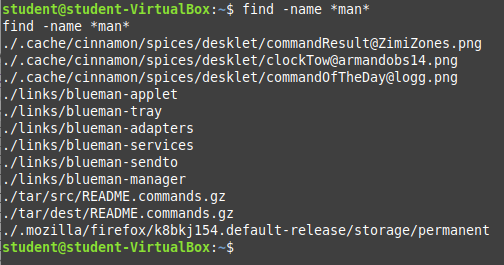 student@student-VirtualBox:~$ find -name *man*
find -name *man*
./.cache/cinnamon/spices/desklet/commandResult@ZimiZones.png
./.cache/cinnamon/spices/desklet/clockTow@armandobs14.png
./.cache/cinnamon/spices/desklet/commandOfTheDay@logg.png
./links/blueman-applet
./links/blueman-tray
./links/blueman-adapters
./links/blueman-services
./links/blueman-sendto
./links/blueman-manager
./tar/src/README.commands.gz
./tar/dest/README.commands.gz
./.mozilla/firefox/k8bkj154.default-release/storage/permanent
student@student-VirtualBox:~$